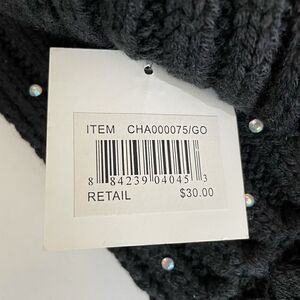 ITEM CHA000075/GO
8 84239 04045 3
RETAIL $30.00